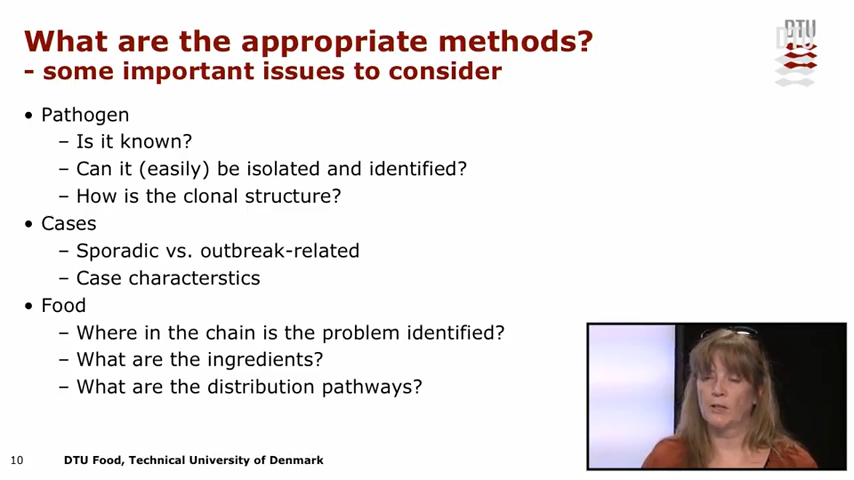 What are the appropriate methods?
- some important issues to consider
DTU
• Pathogen
– Is it known?
– Can it (easily) be isolated and identified?
– How is the clonal structure?
• Cases
– Sporadic vs. outbreak-related
– Case characterstics
• Food
– Where in the chain is the problem identified?
– What are the ingredients?
– What are the distribution pathways?
10 DTU Food, Technical University of Denmark